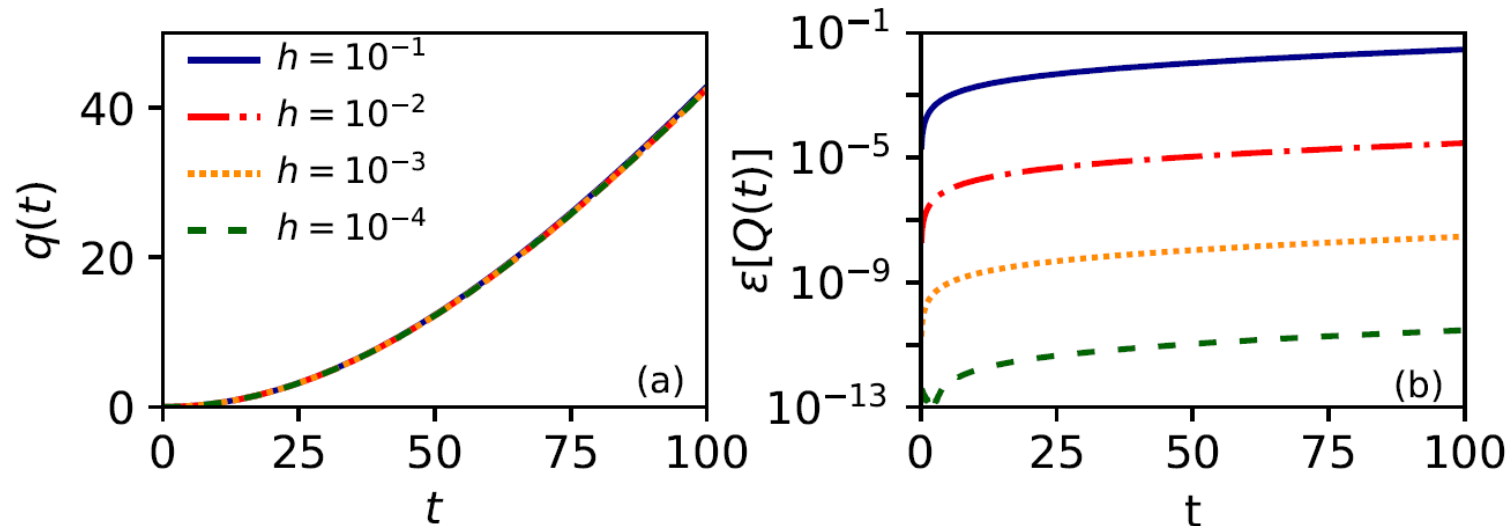 40
20
0
q(t)
h = 10⁻¹
h = 10⁻²
h = 10⁻³
h = 10⁻⁴
(a)
0 25 50 75 100
t
10⁻¹
10⁻⁵
10⁻⁹
10⁻¹³
ε[Q(t)]
(b)
0 25 50 75 100
t